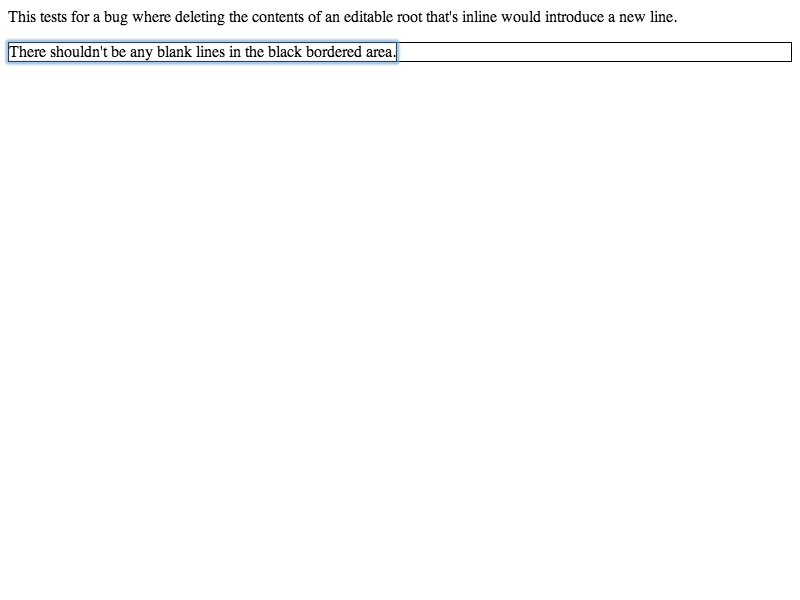 This tests for a bug where deleting the contents of an editable root that's inline would introduce a new line.
There shouldn't be any blank lines in the black bordered area.